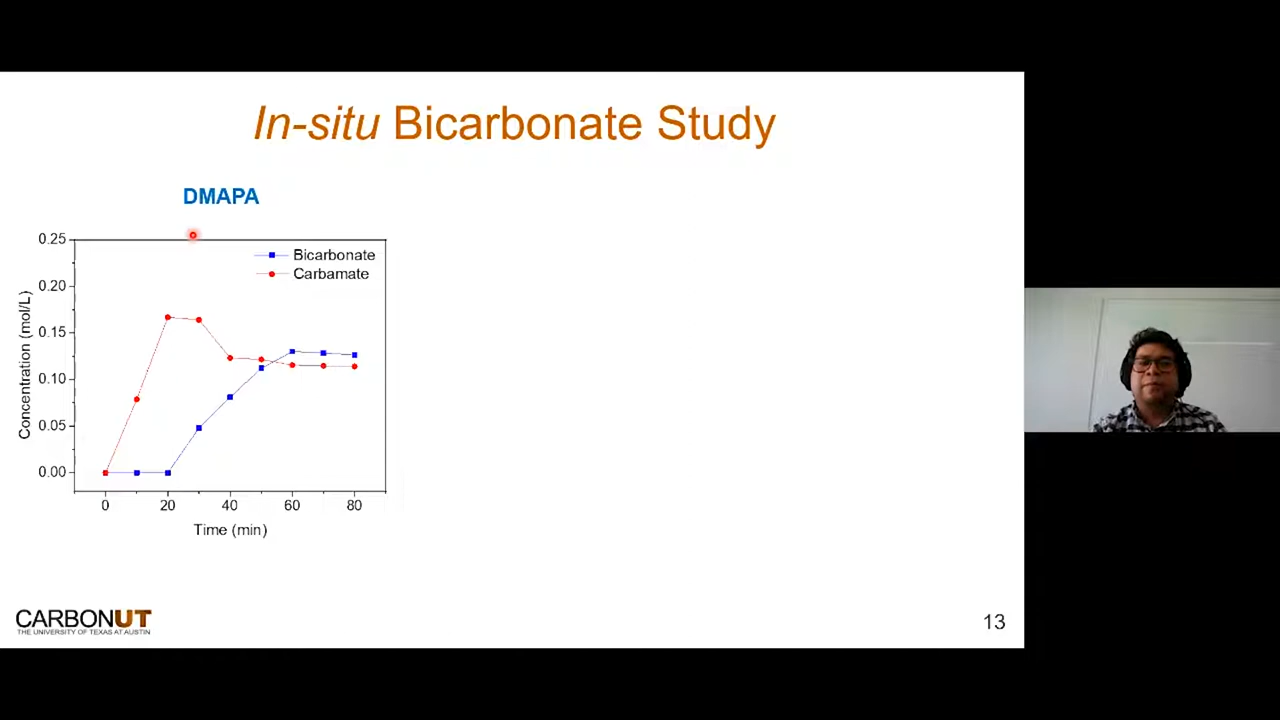 In-situ Bicarbonate Study
DMAPA
Bicarbonate
Carbamate
0.25
0.20
0.15
0.10
0.05
0.00
Concentration (mol/L)
0 20 40 60 80
Time (min)
CARBONUT
THE UNIVERSITY OF TEXAS AT AUSTIN
13